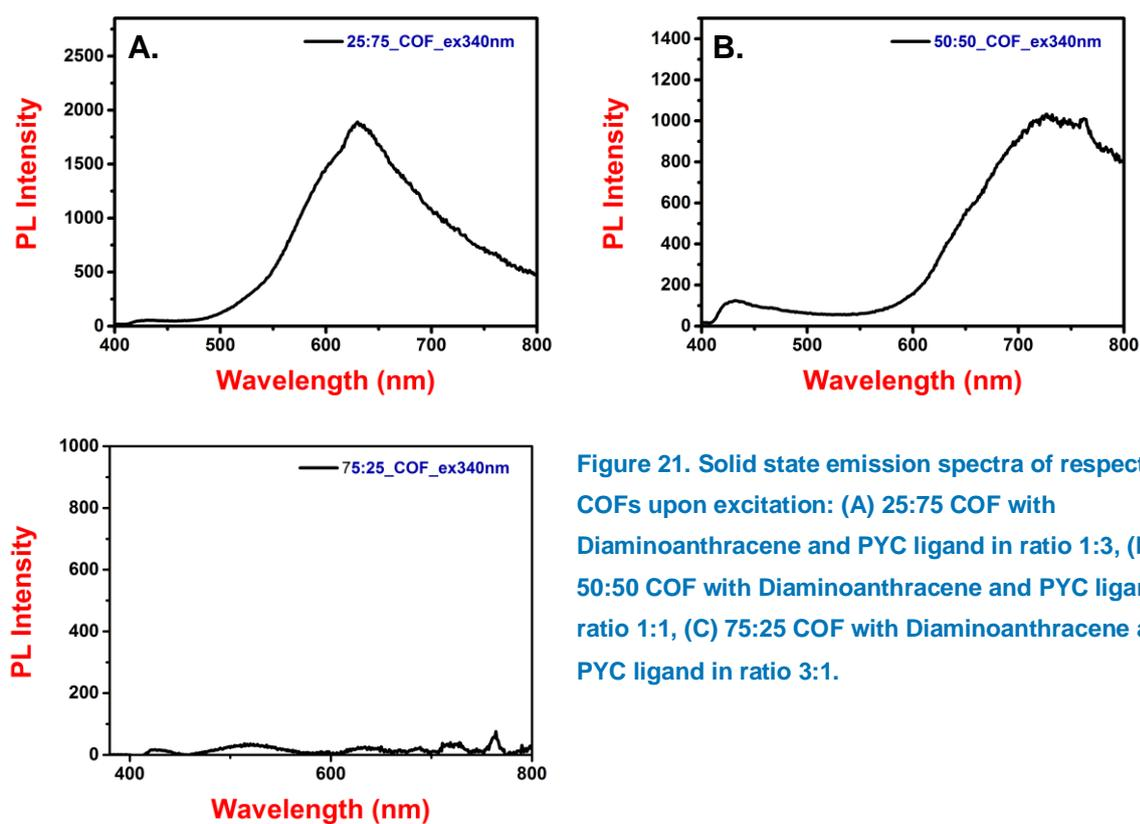 A.
25:75_COF_ex340nm
PL Intensity
2500
2000
1500
1000
500
0
400 500 600 700 800
Wavelength (nm)
B.
50:50_COF_ex340nm
PL Intensity
1400
1200
1000
800
600
400
200
0
400 500 600 700 800
Wavelength (nm)
75:25_COF_ex340nm
PL Intensity
1000
800
600
400
200
0
400 600 800
Wavelength (nm)
Figure 21. Solid state emission spectra of
COFs upon excitation: (A) 25:75 COF with
Diaminoanthracene and PYC ligand in ratio 1:3,
50:50 COF with Diaminoanthracene and PYC
ratio 1:1, (C) 75:25 COF with Diaminoanthracene
PYC ligand in ratio 3:1.